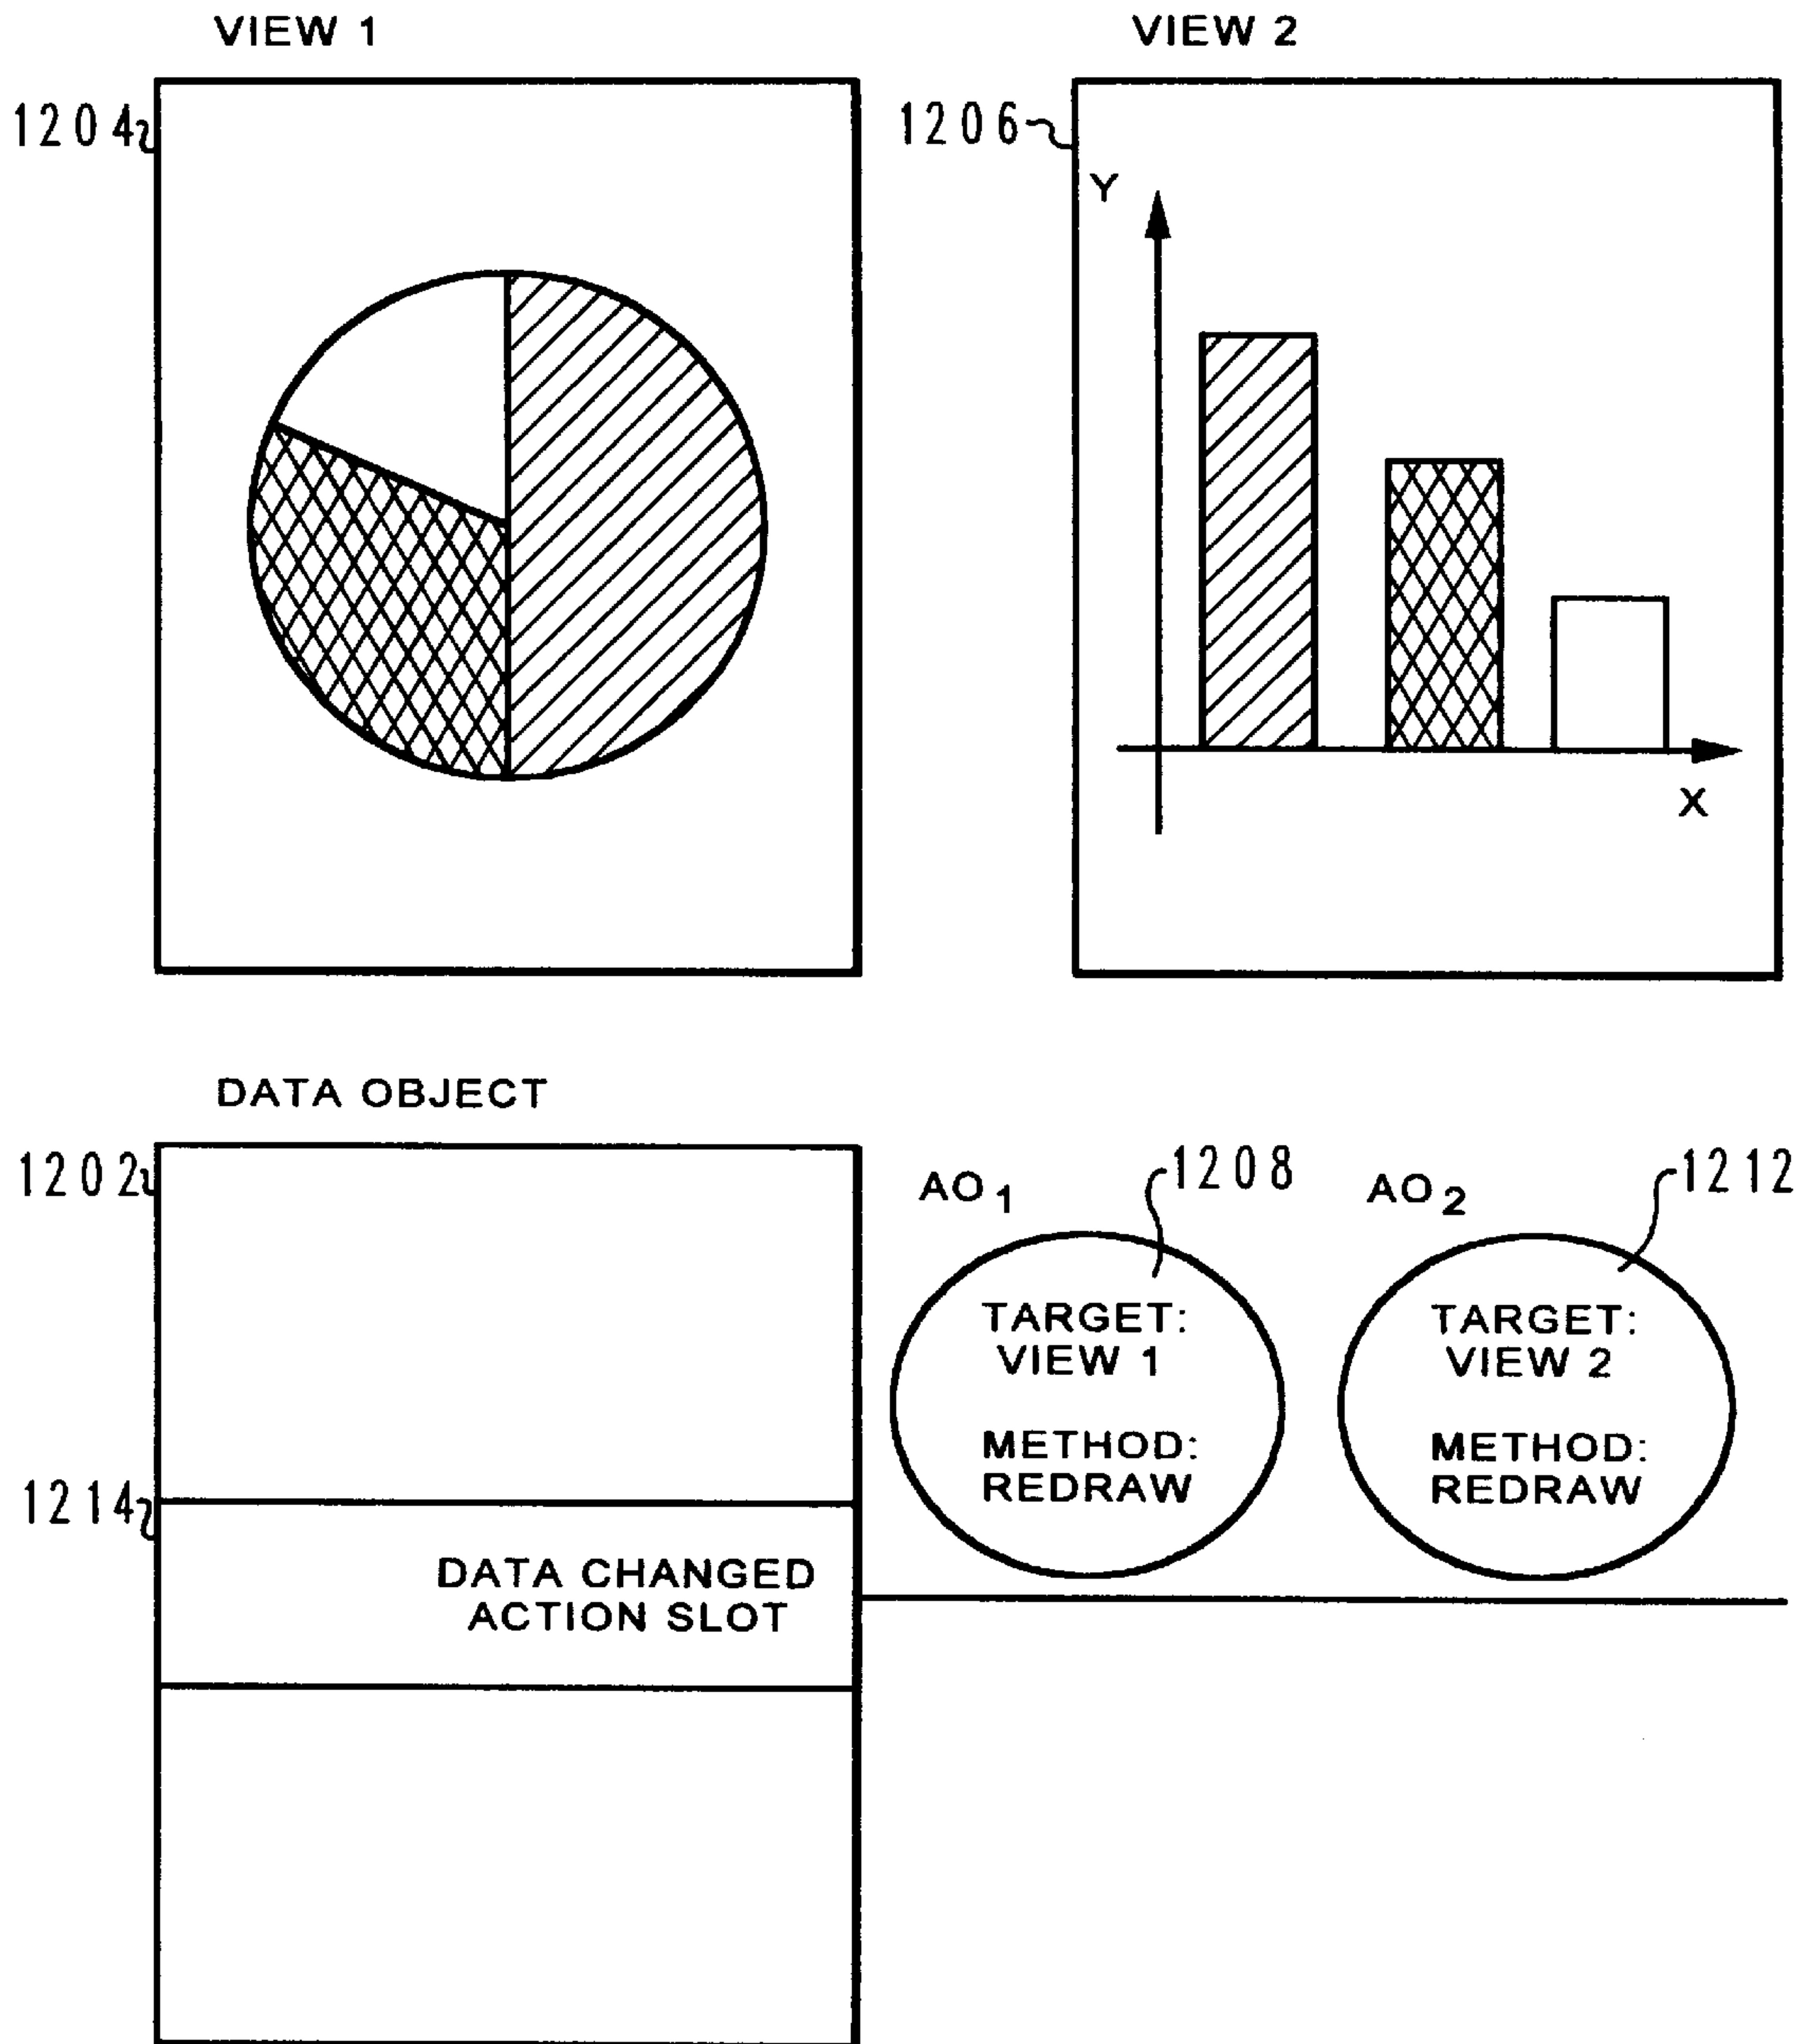 VIEW 1
VIEW 2
1204
1206
Y
X
DATA OBJECT
1202
AO1
1208
AO2
1212
TARGET:
VIEW 1
METHOD:
REDRAW
TARGET:
VIEW 2
METHOD:
REDRAW
1214
DATA CHANGED
ACTION SLOT